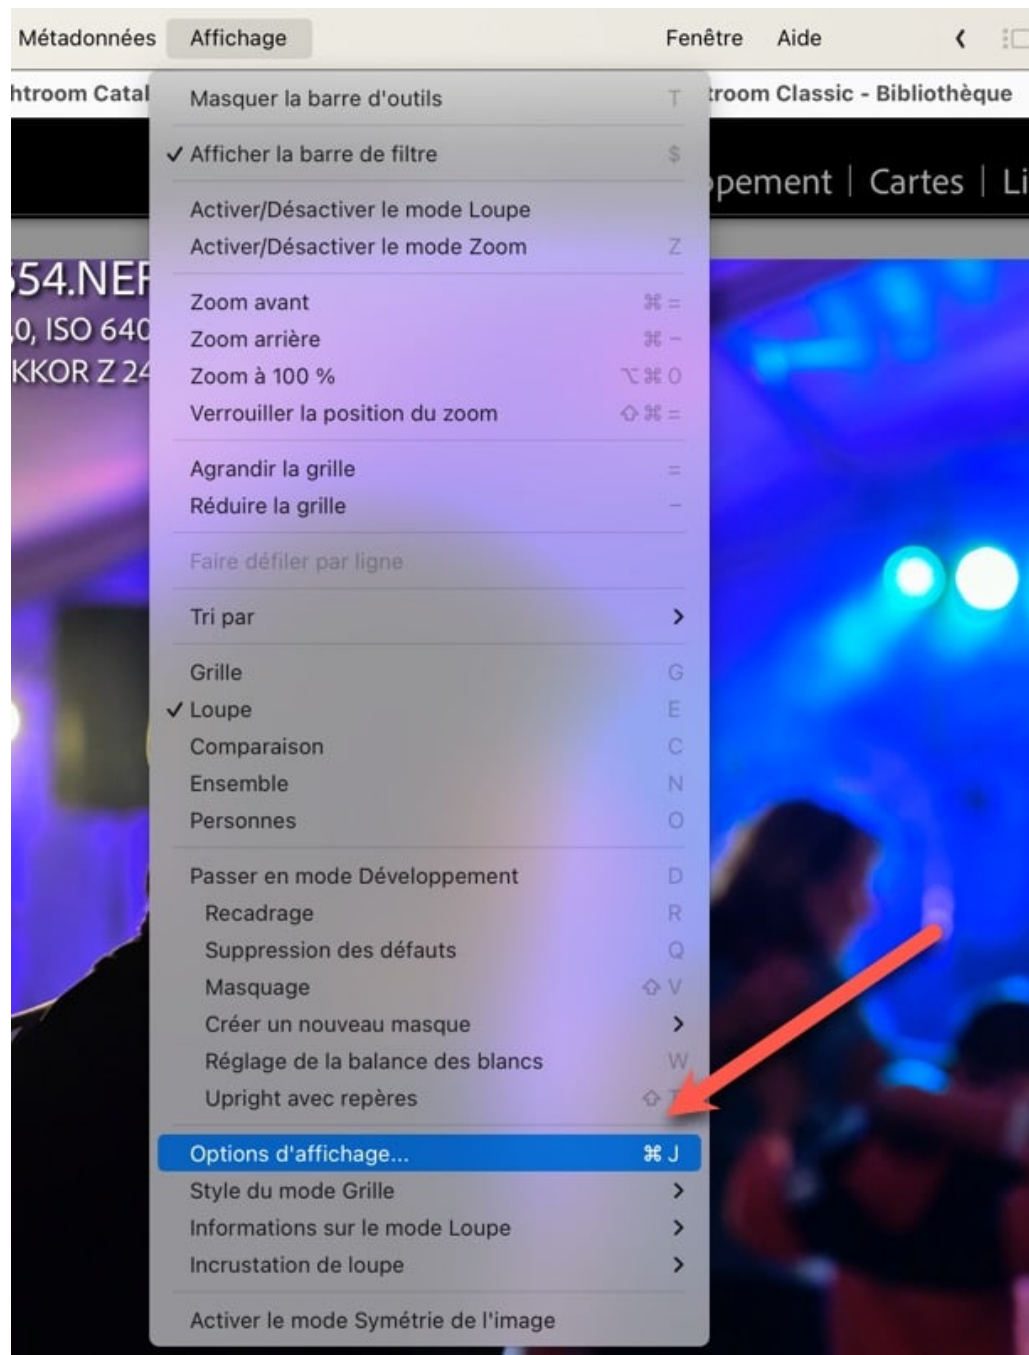 Métadonnées Affichage Fenêtre Aide
htroom Catal troom Classic - Bibliothèque
Masquer la barre d'outils T
✓ Afficher la barre de filtre $
ppement | Cartes | Li
Activer/Désactiver le mode Loupe
Activer/Désactiver le mode Zoom Z
554.NEF
Zoom avant ⌘ =
,0, ISO 640
Zoom arrière ⌘ −
KKOR Z 24
Zoom à 100 % ⌥ ⌘ 0
Verrouiller la position du zoom ⇧ ⌘ =
Agrandir la grille =
Réduire la grille −
Faire défiler par ligne
Tri par >
Grille G
✓ Loupe E
Comparaison C
Ensemble N
Personnes O
Passer en mode Développement D
Recadrage R
Suppression des défauts Q
Masquage ⇧ V
Créer un nouveau masque >
Réglage de la balance des blancs W
Upright avec repères ⇧ T
Options d'affichage... ⌘ J
Style du mode Grille >
Informations sur le mode Loupe >
Incrustation de loupe >
Activer le mode Symétrie de l'image